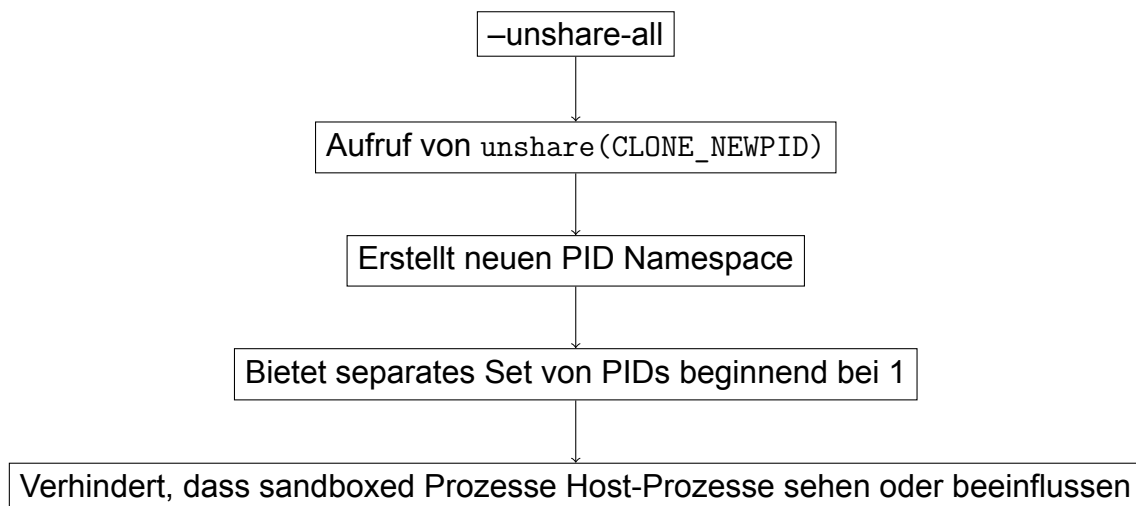 –unshare-all
Aufruf von unshare(CLONE_NEWPID)
Erstellt neuen PID Namespace
Bietet separates Set von PIDs beginnend bei 1
Verhindert, dass sandboxed Prozesse Host-Prozesse sehen oder beeinflussen